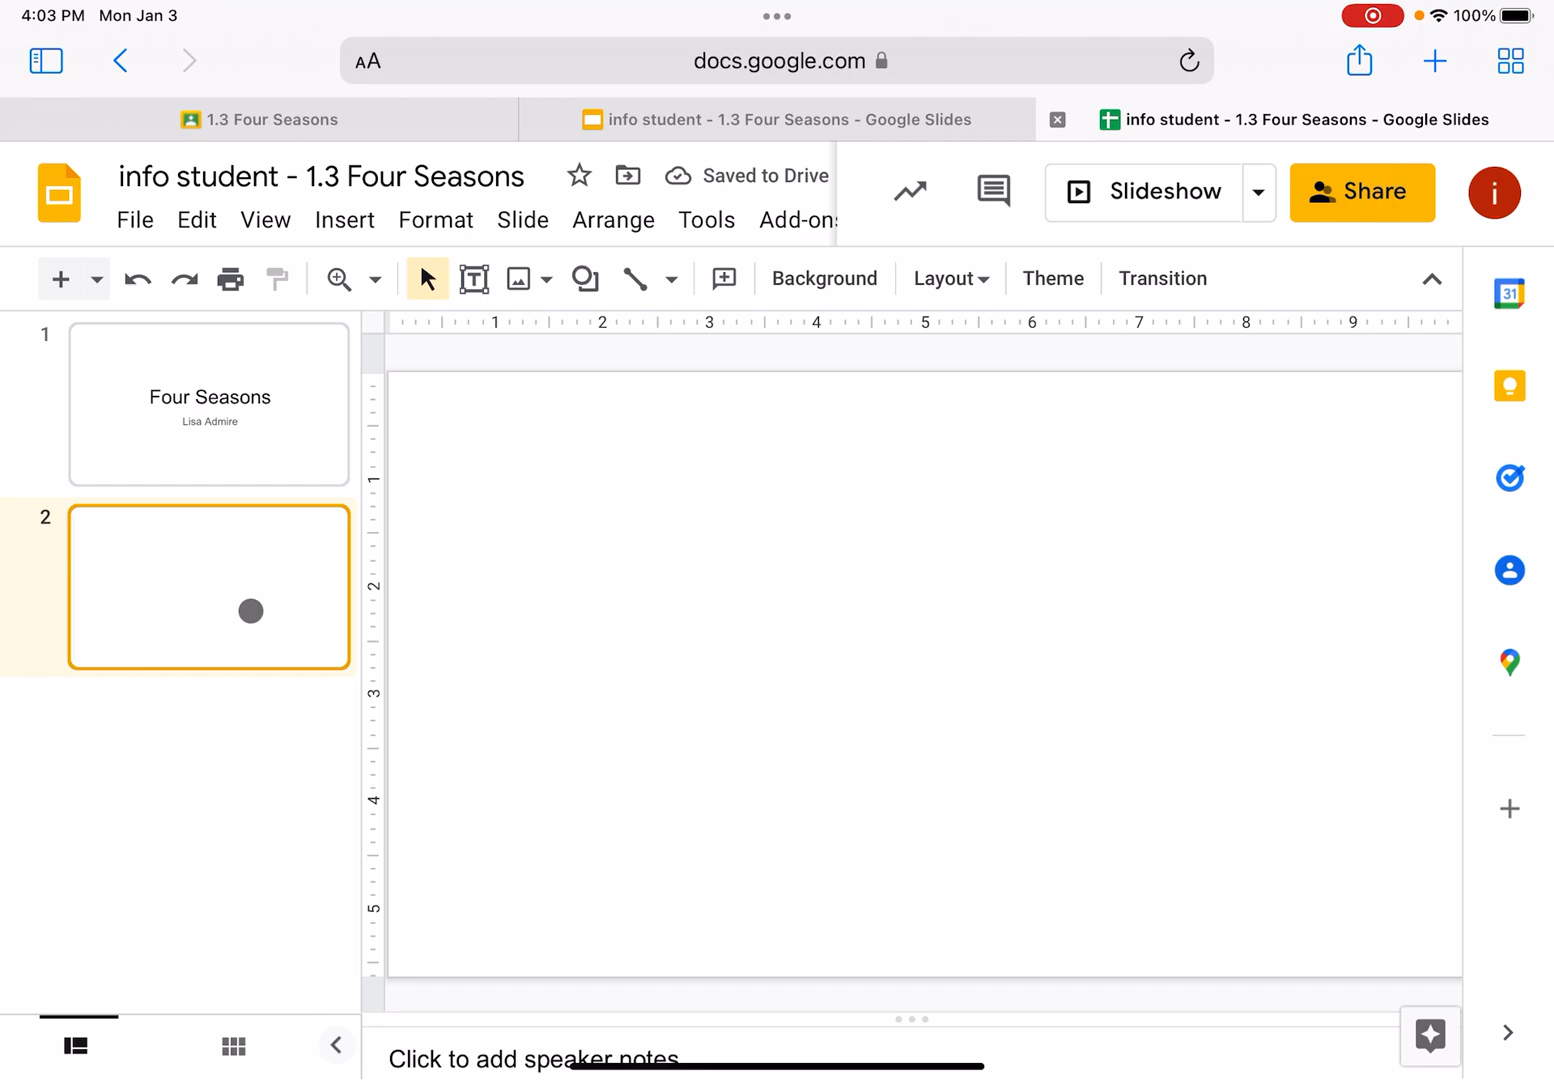 4:03 PM Mon Jan 3
100%
AA docs.google.com
1.3 Four Seasons
info student - 1.3 Four Seasons - Google Slides
info student - 1.3 Four Seasons - Google Slides
info student - 1.3 Four Seasons
Saved to Drive
File Edit View Insert Format Slide Arrange Tools Add-ons
Slideshow
Share
i
Background Layout Theme Transition
31
1 2 3 4 5 6 7 8 9
1
Four Seasons
Lisa Admire
2
1
2
3
4
5
Click to add speaker notes